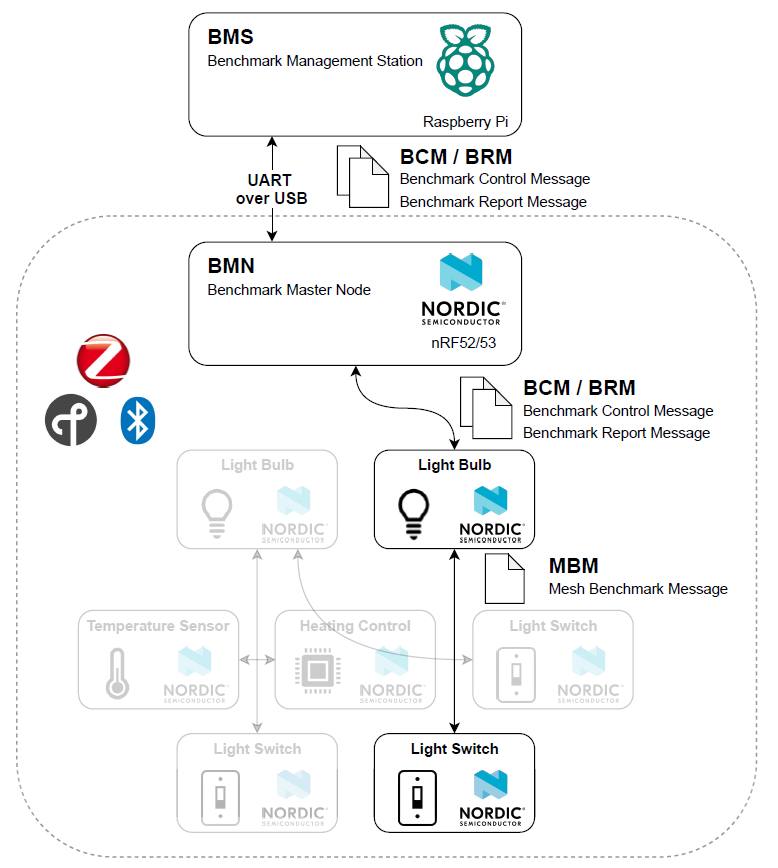 BMS
Benchmark Management Station
Raspberry Pi
UART
over USB
BCM / BRM
Benchmark Control Message
Benchmark Report Message
BMN
Benchmark Master Node
NORDIC®
SEMICONDUCTOR
nRF52/53
BCM / BRM
Benchmark Control Message
Benchmark Report Message
Light Bulb
NORDIC®
SEMICONDUCTOR
Light Bulb
NORDIC®
SEMICONDUCTOR
MBM
Mesh Benchmark Message
Temperature Sensor
NORDIC®
SEMICONDUCTOR
Heating Control
NORDIC®
SEMICONDUCTOR
Light Switch
NORDIC®
SEMICONDUCTOR
Light Switch
NORDIC®
SEMICONDUCTOR
Light Switch
NORDIC®
SEMICONDUCTOR